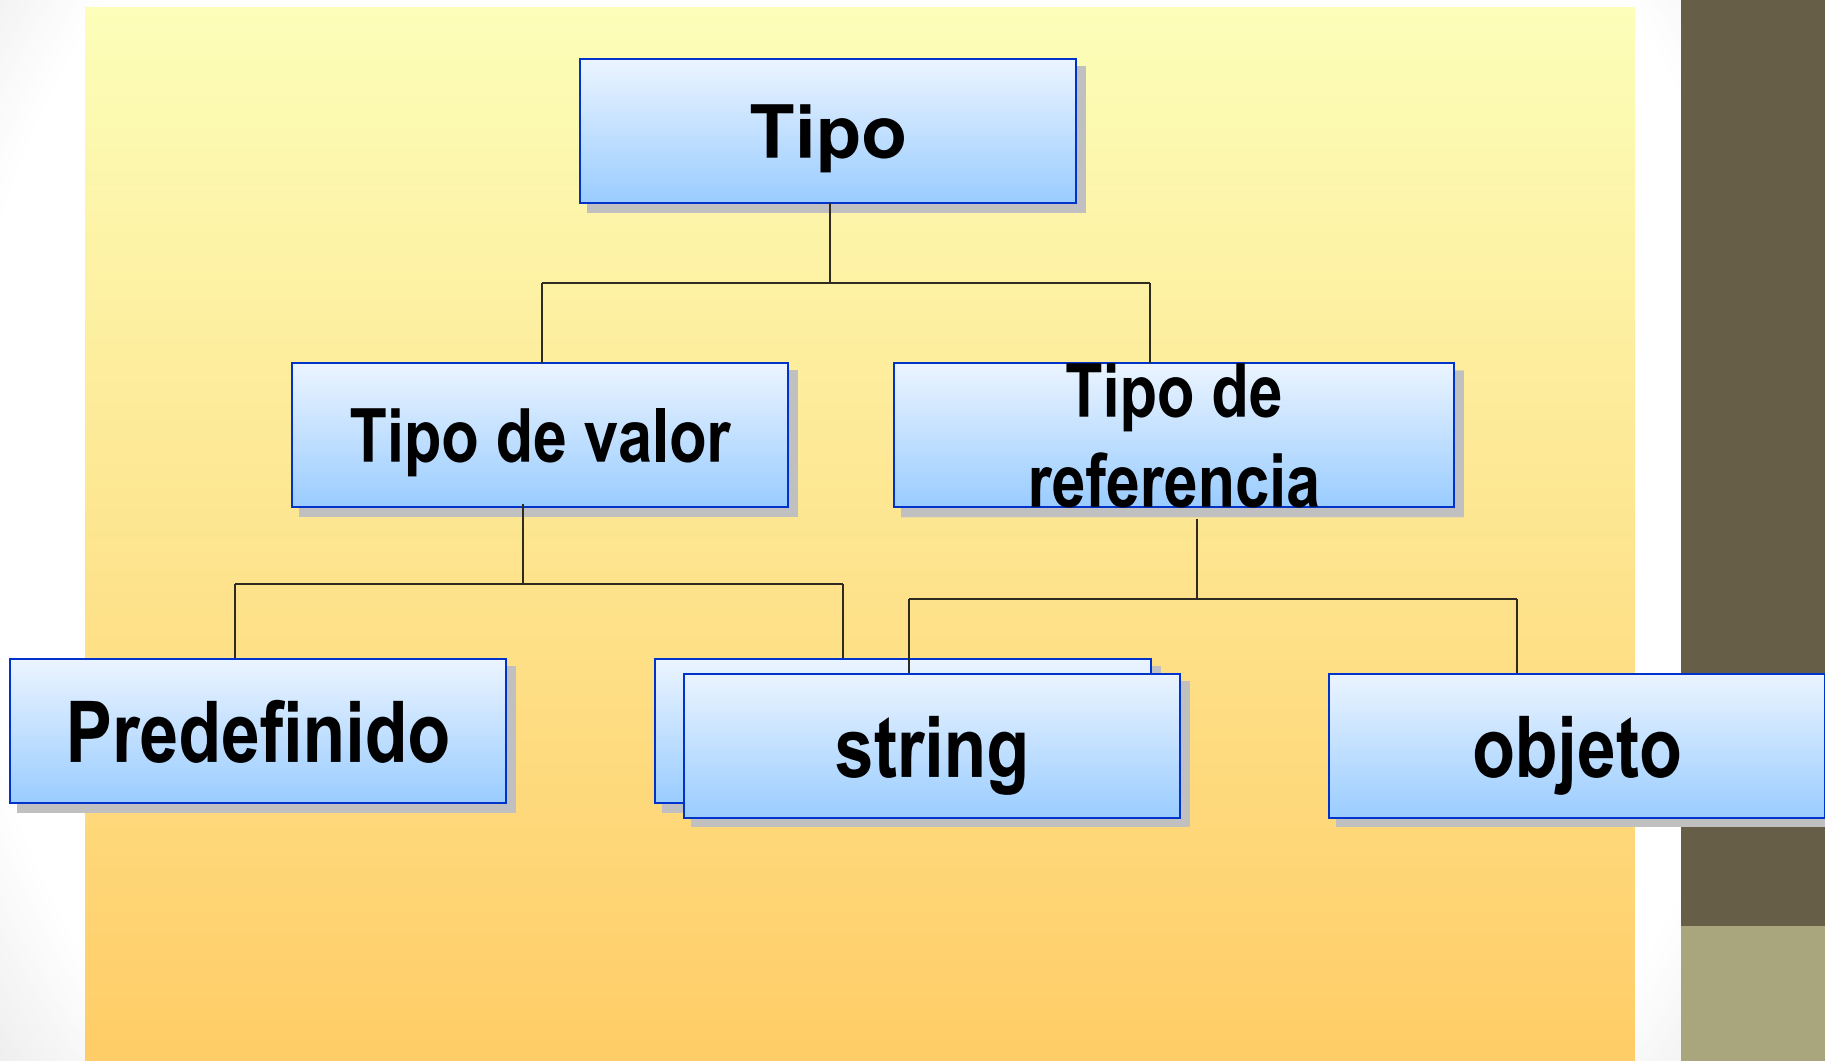 Tipo
Tipo de valor
Tipo de
referencia
Predefinido
string
objeto